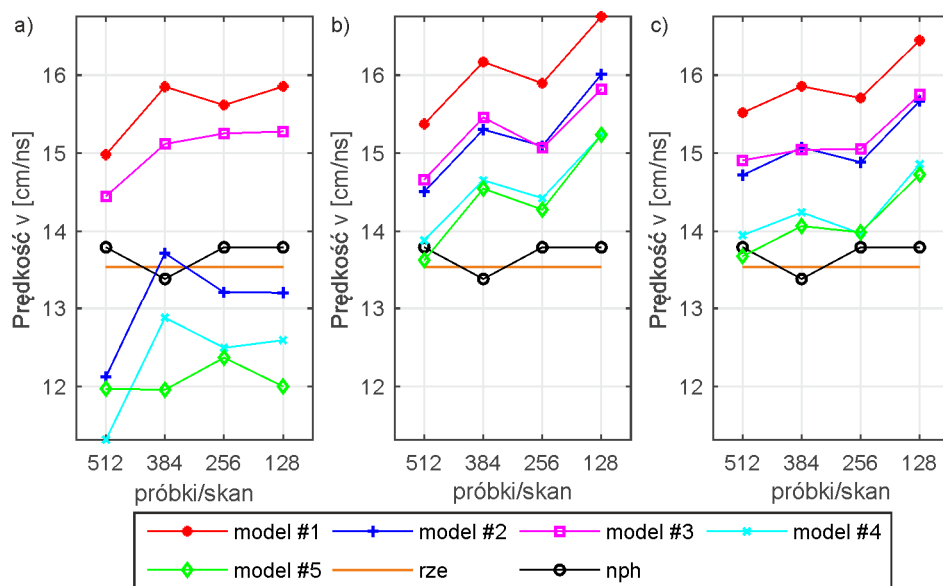 a)
Prędkość v [cm/ns]
16
15
14
13
12
512 384 256 128
próbki/skan
b)
Prędkość v [cm/ns]
16
15
14
13
12
512 384 256 128
próbki/skan
c)
Prędkość v [cm/ns]
16
15
14
13
12
512 384 256 128
próbki/skan
model #1 model #2 model #3 model #4
model #5 rze nph